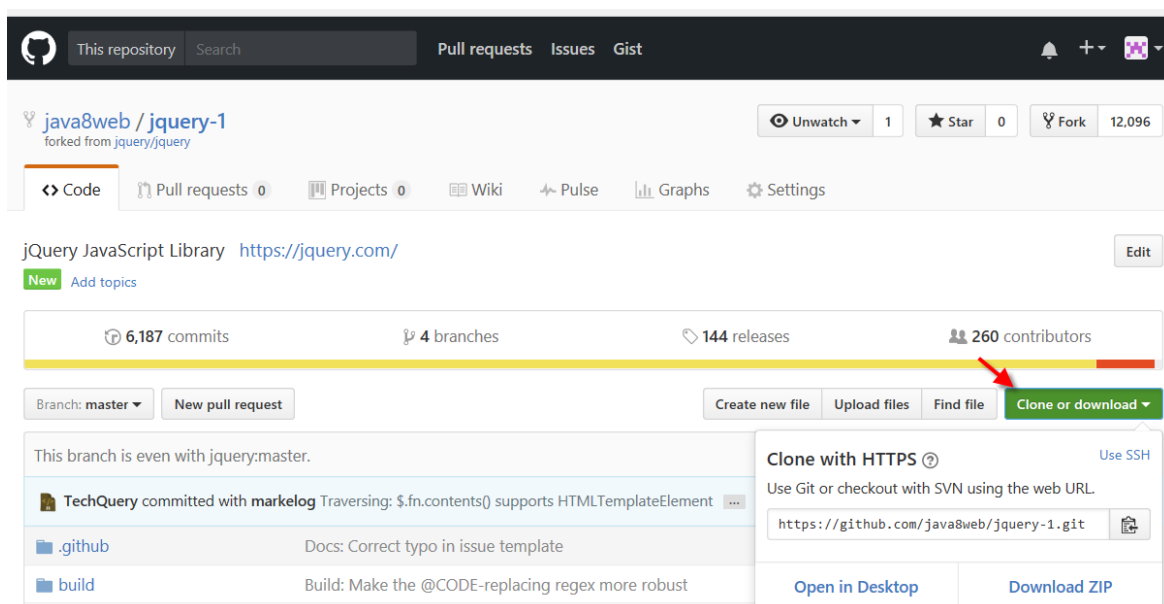 This repository Search Pull requests Issues Gist
java8web / jquery-1 Unwatch 1 Star 0 Fork 12,096
forked from jquery/jquery
Code Pull requests 0 Projects 0 Wiki Pulse Graphs Settings
jQuery JavaScript Library https://jquery.com/ Edit
New Add topics
6,187 commits 4 branches 144 releases 260 contributors
Branch: master New pull request Create new file Upload files Find file Clone or download
This branch is even with jquery:master.
Clone with HTTPS ? Use SSH
Use Git or checkout with SVN using the web URL.
TechQuery committed with markelog Traversing: $.fn.contents() supports HTMLTemplateElement ...
https://github.com/java8web/jquery-1.git
.github Docs: Correct typo in issue template
build Build: Make the @CODE-replacing regex more robust
Open in Desktop Download ZIP